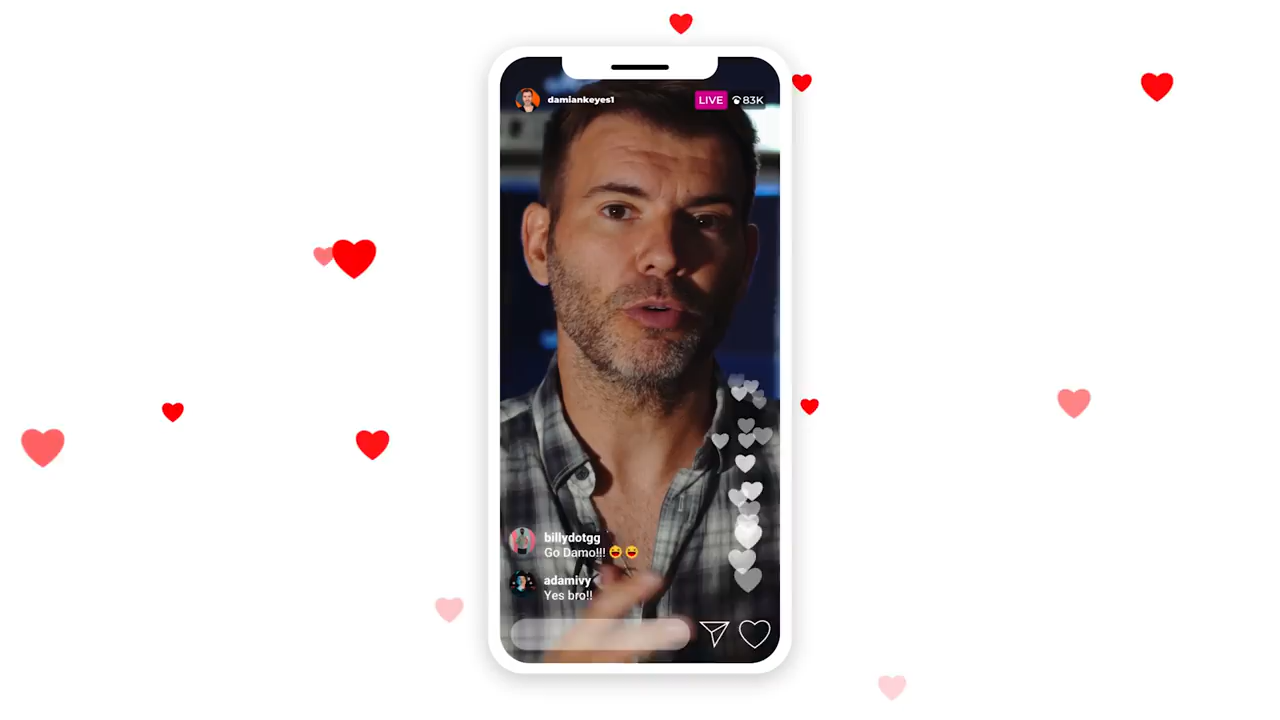 damiankeyes1
LIVE 83K
billydotgg
Go Damo!!! 😆😆
adamivy
Yes bro!!